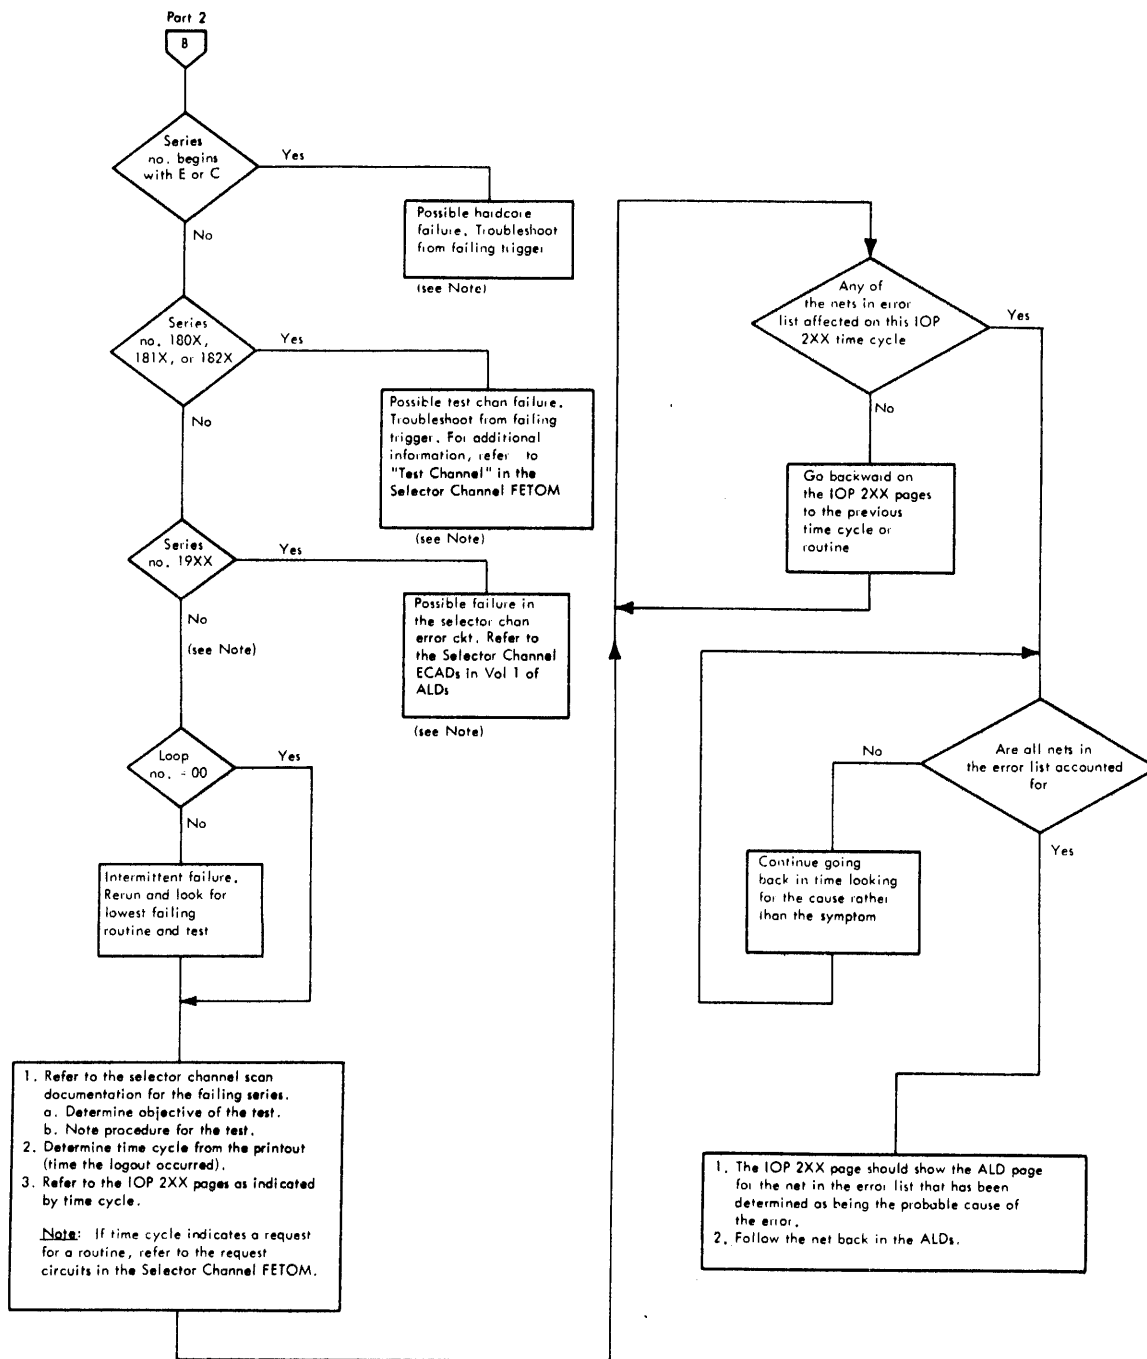 Part 2
B
Series
no. begins
with E or C
Yes
No
Possible hardcore
failure. Troubleshoot
from failing trigger
(see Note)
Series
no. 180X,
181X, or 182X
Yes
No
Possible test chan failure.
Troubleshoot from failing
trigger. For additional
information, refer to
"Test Channel" in the
Selector Channel FETOM
(see Note)
Series
no. 19XX
Yes
No
(see Note)
Possible failure in
the selector chan
error ckt. Refer to
the Selector Channel
ECADs in Vol 1 of
ALDs
(see Note)
Loop
no. = 00
Yes
No
Intermittent failure.
Rerun and look for
lowest failing
routine and test
1. Refer to the selector channel scan
documentation for the failing series.
a. Determine objective of the test.
b. Note procedure for the test.
2. Determine time cycle from the printout
(time the logout occurred).
3. Refer to the IOP 2XX pages as indicated
by time cycle.
Note: If time cycle indicates a request
for a routine, refer to the request
circuits in the Selector Channel FETOM.
Any of
the nets in error
list affected on this IOP
2XX time cycle
Yes
No
Go backward on
the IOP 2XX pages
to the previous
time cycle or
routine
Are all nets in
the error list accounted
for
No
Yes
Continue going
back in time looking
for the cause rather
than the symptom
1. The IOP 2XX page should show the ALD page
for the net in the error list that has been
determined as being the probable cause of
the error.
2. Follow the net back in the ALDs.